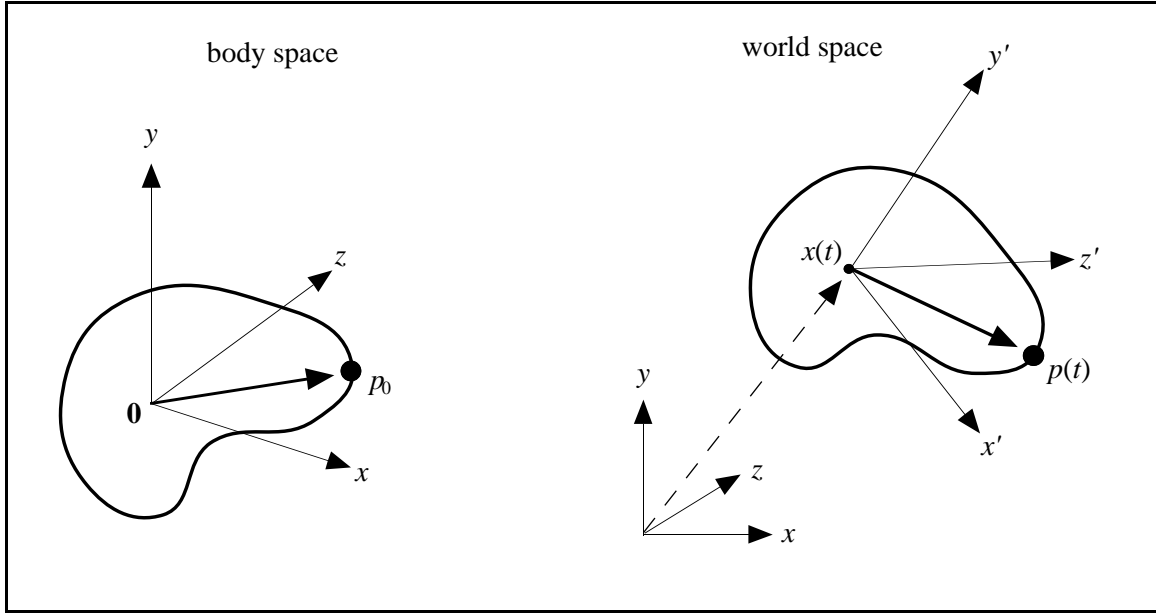 body space
y
z
p0
0
x
world space
y′
x(t)
z′
p(t)
x′
y
z
x